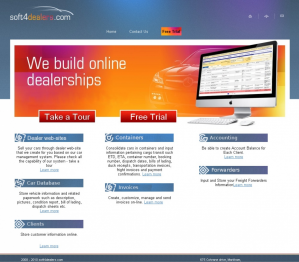 soft4dealers.com
Home
Contact Us
Free Trial
We build online
dealerships
Take a Tour
Free Trial
Dealer web sites
Sell your cars through dealer web-site
that we create for you based on our car
management system. Please check all
the capability of our system -
Learn more
Car Database
Store vehicle information and related
paperwork such as description,
pictures, condition report, bill of lading,
dispatch sheets etc.
Learn more
Clients
Store customer information online
Learn more
Containers
Consolidate cars in containers and input
information pertaining cargo transit such
ETS, ETA, container number, booking
number, dispatch sales, bills of lading,
dock receipts, transportation invoices,
freight invoices and payment
confirmations.
Learn more
Invoices
Create, customize, manage and send
invoices on-line.
Learn more
Accounting
Be able to create Account Balance for
Each Client
Learn more
Forwarders
Input and Store your Freight Forwarders
Information
Learn more
2005 - 2010 soft4dealers.com